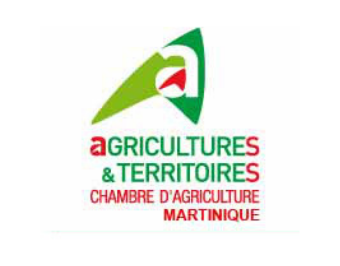 a
aGRICULTURES
& TERRITOIRES
CHAMBRE D'AGRICULTURE
MARTINIQUE